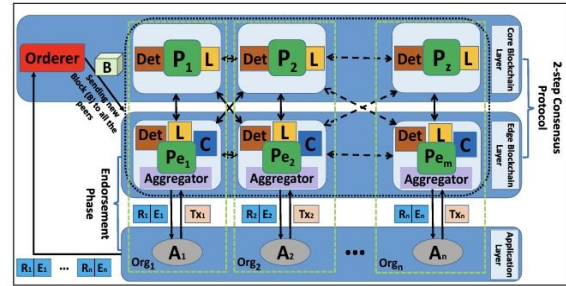 Orderer
B
Sending new
Block (B) to all the
peers
Det
P1
L
Det
P2
L
Det
Pz
L
Core Blockchain
Layer
Det
L
C
Pe1
Aggregator
Det
L
C
Pe2
Aggregator
Det
L
C
Pem
Aggregator
Edge Blockchain
Layer
2-step Consensus
Protocol
Endorsement
Phase
R1 E1
Tx1
R2 E2
Tx2
Rn En
Txn
A1
A2
An
Org1
Org2
•••
Orgn
Application
Layer
R1 E1 ... Rn En